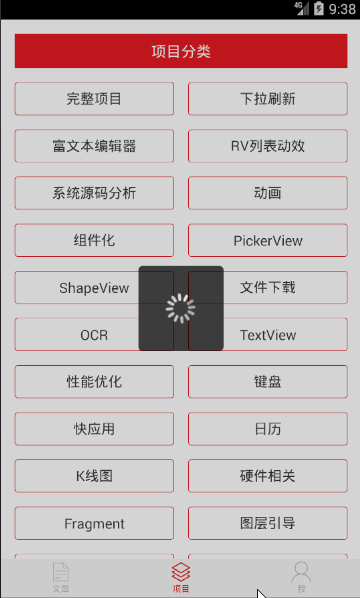 4G 9:38
项目分类
完整项目 下拉刷新
富文本编辑器 RV列表动效
系统源码分析 动画
组件化 PickerView
ShapeView 文件下载
OCR TextView
性能优化 键盘
快应用 日历
K线图 硬件相关
Fragment 图层引导
文章 项目 我